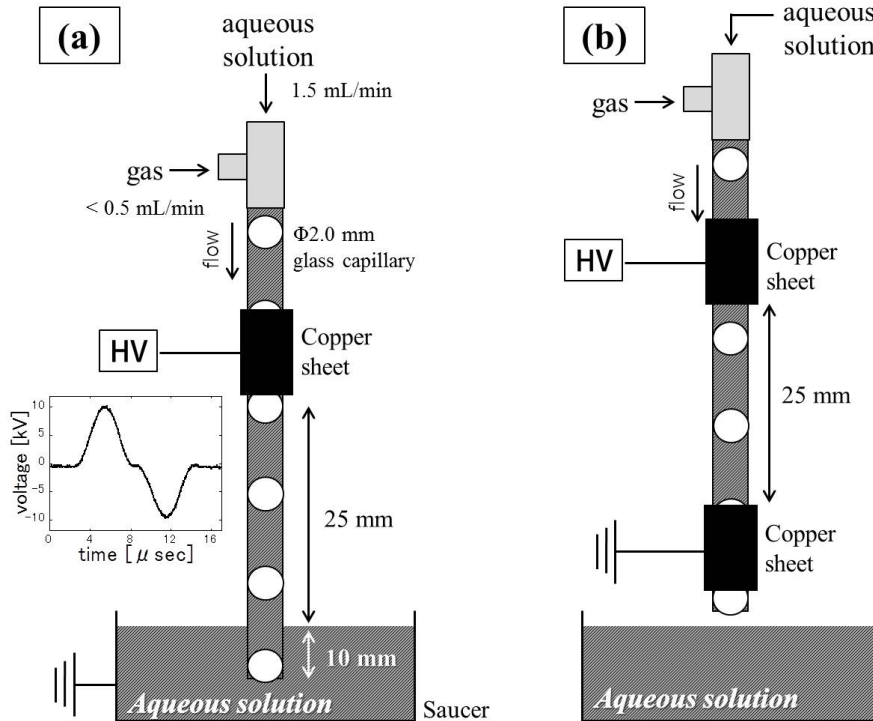 (a)
aqueous
solution
1.5 mL/min
gas
< 0.5 mL/min
flow
Φ2.0 mm
glass capillary
HV
Copper
sheet
voltage [kV]
10
5
0
-5
-10
0 4 8 12 16
time [μ sec]
25 mm
10 mm
Aqueous solution
Saucer
(b)
aqueous
solution
gas
flow
HV
Copper
sheet
25 mm
Copper
sheet
Aqueous solution